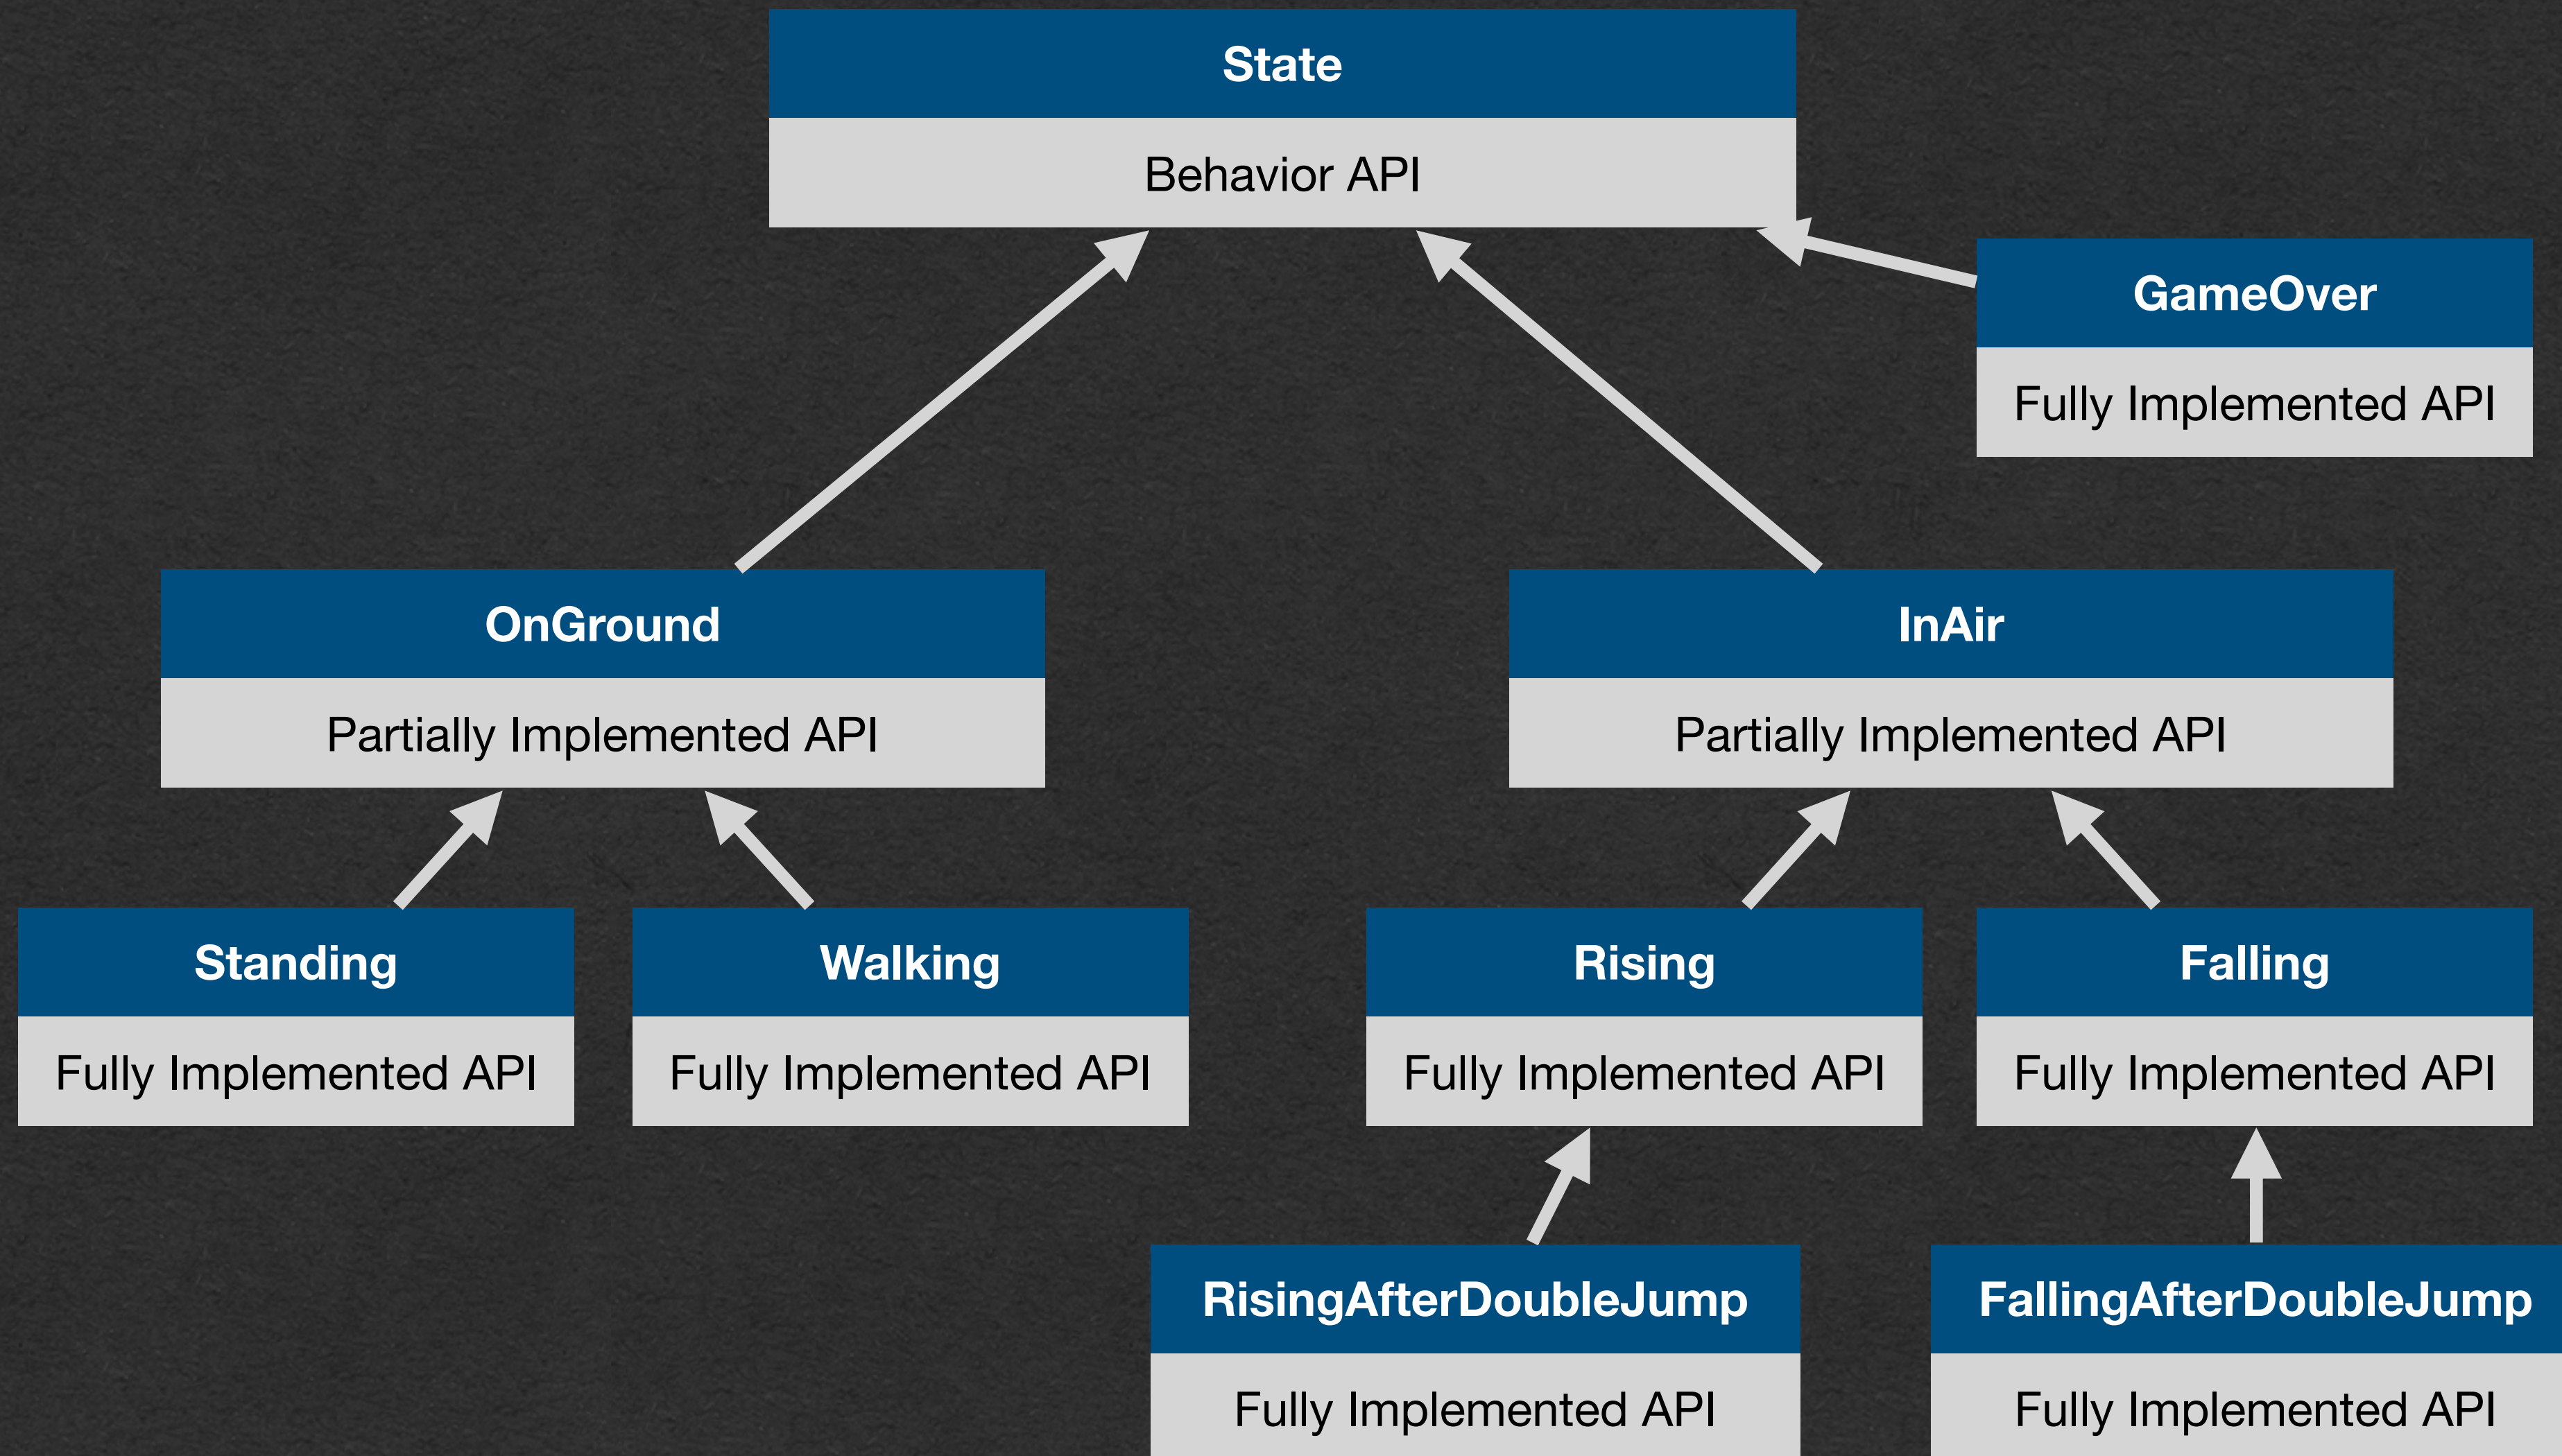 State
Behavior API
GameOver
Fully Implemented API
OnGround
Partially Implemented API
InAir
Partially Implemented API
Standing
Fully Implemented API
Walking
Fully Implemented API
Rising
Fully Implemented API
Falling
Fully Implemented API
RisingAfterDoubleJump
Fully Implemented API
FallingAfterDoubleJump
Fully Implemented API